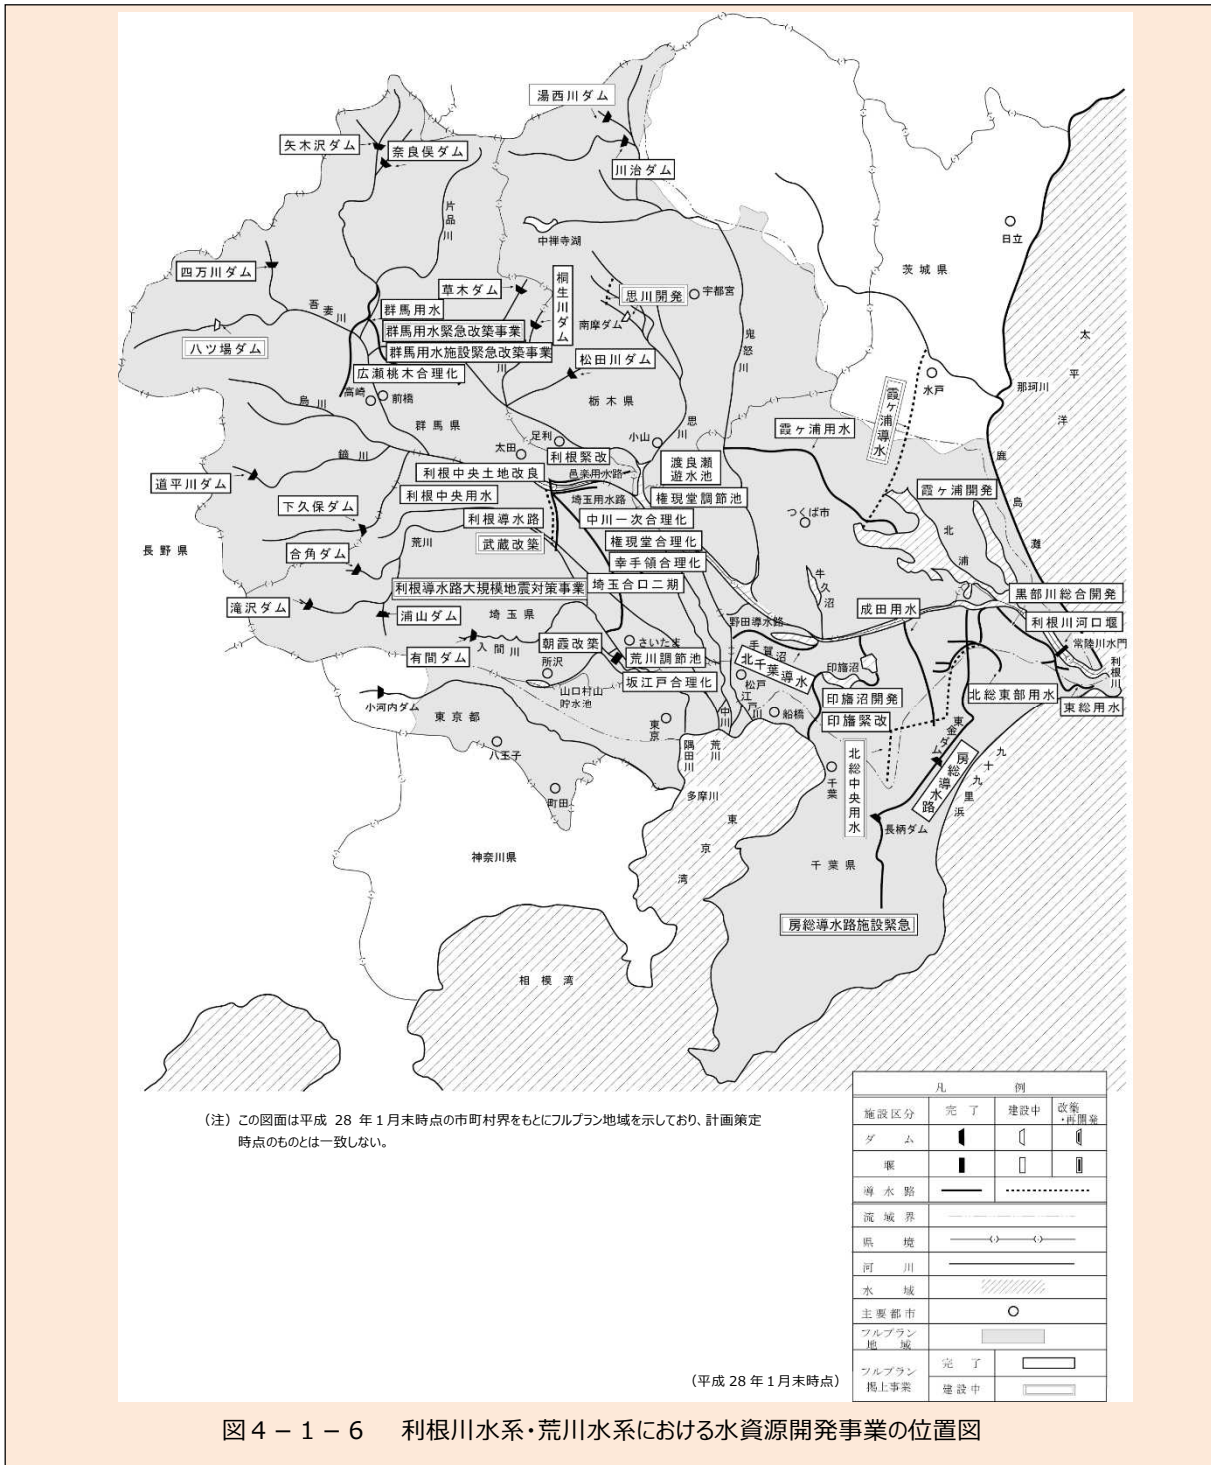 湯西川ダム
矢木沢ダム
奈良俣ダム
川治ダム
片品川
中禅寺湖
日立
茨城県
四万川ダム
草木ダム
桐生川ダム
思川開発
宇都宮
太平洋
吾妻川
群馬用水
南摩ダム
鬼怒川
群馬用水緊急改築事業
八ッ場ダム
群馬用水施設緊急改築事業
川
松田川ダム
広瀬桃木合理化
水戸
那珂川
霞ヶ浦導水
高崎
前橋
栃木県
烏川
群馬県
足利
小山
思川
霞ヶ浦用水
鹿島灘
太田
利根緊改
渡良瀬
遊水池
鏑川
利根中央土地改良
邑楽用水路
霞ヶ浦開発
道平川ダム
利根中央用水
埼玉用水路
権現堂調節池
下久保ダム
利根導水路
中川一次合理化
つくば市
北浦
長野県
合角ダム
荒川
武蔵改築
権現堂合理化
幸手領合理化
牛久沼
利根導水路大規模地震対策事業
埼玉合口二期
黒部川総合開発
滝沢ダム
浦山ダム
埼玉県
野田導水路
成田用水
利根川河口堰
朝霞改築
さいたま
手賀沼
常陸川水門
入間川
有間ダム
所沢
荒川調節池
北千葉導水
印旛沼
利根川
坂江戸合理化
松戸
江戸川
北総東部用水
小河内ダム
山口村山
貯水池
中川
船橋
印旛沼開発
東総用水
東京都
東京
印旛緊改
東金ダム
八王子
隅田川
荒川
北総中央用水
房総導水路
九十九里浜
千葉
町田
多摩川
長柄ダム
東京湾
神奈川県
千葉県
房総導水路施設緊急
相模湾
(注) この図面は平成 28 年1月末時点の市町村界をもとにフルプラン地域を示しており、計画策定
時点のものとは一致しない。
凡 例
施設区分 完了 建設中 改築・再開発
ダム
堰
導水路
流域界
県境
河川
水域
主要都市
フルプラン地域
フルプラン掲上事業 完了
建設中
(平成 28 年1月末時点)
図4-1-6 利根川水系・荒川水系における水資源開発事業の位置図